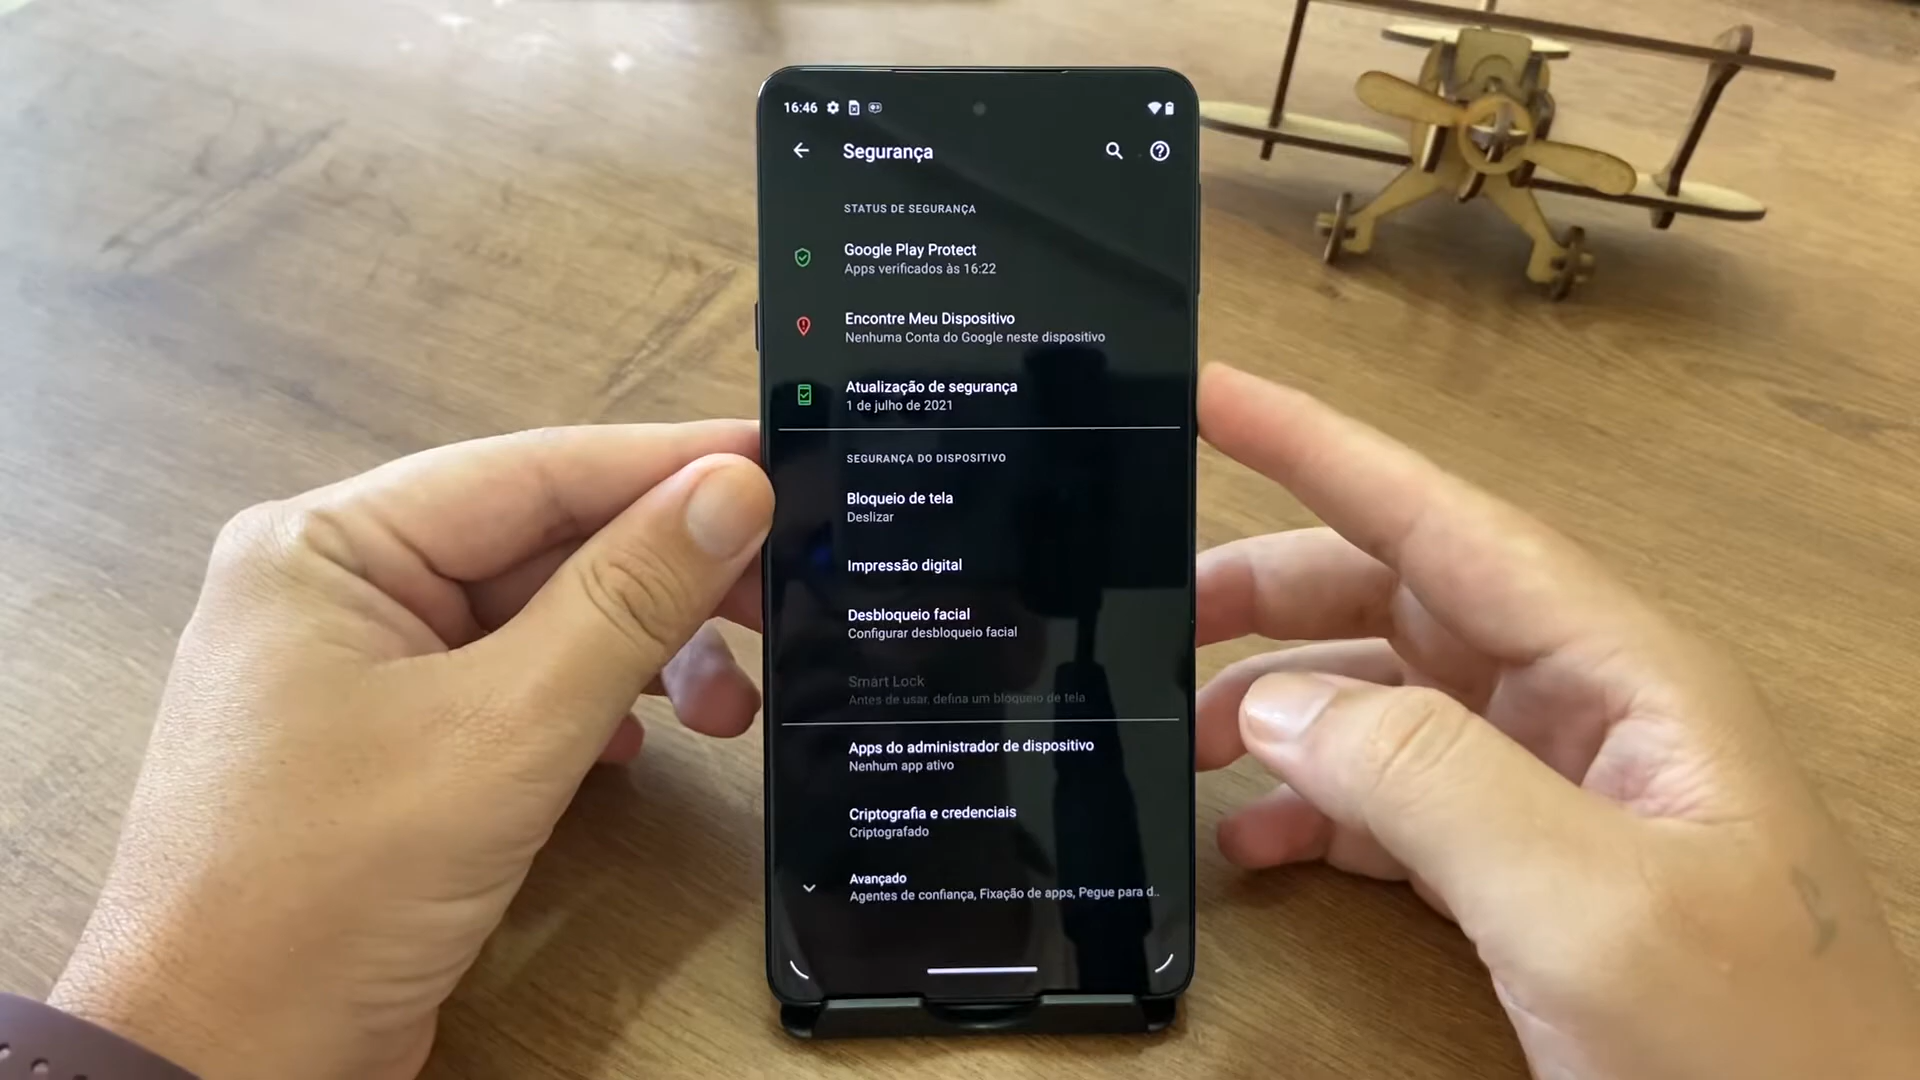 16:46
Segurança
STATUS DE SEGURANÇA
Google Play Protect
Apps verificados às 16:22
Encontre Meu Dispositivo
Nenhuma Conta do Google neste dispositivo
Atualização de segurança
1 de julho de 2021
SEGURANÇA DO DISPOSITIVO
Bloqueio de tela
Deslizar
Impressão digital
Desbloqueio facial
Configurar desbloqueio facial
Smart Lock
Antes de usar, defina um bloqueio de tela
Apps do administrador de dispositivo
Nenhum app ativo
Criptografia e credenciais
Criptografado
Avançado
Agentes de confiança, Fixação de apps, Pegue para d..